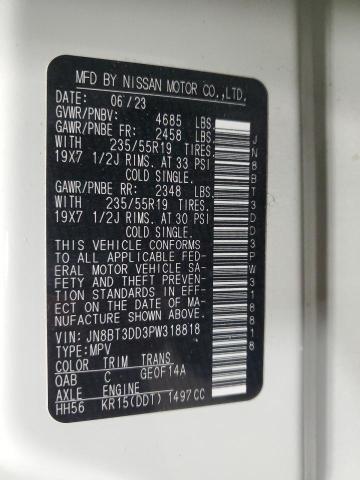 MFD BY NISSAN MOTOR CO.,LTD.
DATE: 06/23
GVWR/PNBV: 4685 LBS.
GAWR/PNBE FR: 2458 LBS.
WITH 235/55R19 TIRES,
19X7 1/2J RIMS. AT 33 PSI
COLD SINGLE.
GAWR/PNBE RR: 2348 LBS.
WITH 235/55R19 TIRES,
19X7 1/2J RIMS. AT 30 PSI
COLD SINGLE.
THIS VEHICLE CONFORMS
TO ALL APPLICABLE FED-
ERAL MOTOR VEHICLE SA-
FETY AND THEFT PREVEN-
TION STANDARDS IN EFF-
ECT ON THE DATE OF MA-
NUFACTURE SHOWN ABOVE.
VIN: JN8BT3DD3PW318818
TYPE:MPV
COLOR TRIM TRANS
QAB C GE0F14A
AXLE ENGINE
HH56 KR15(DDT) 1497CC
JN8BT3DD3PW318818